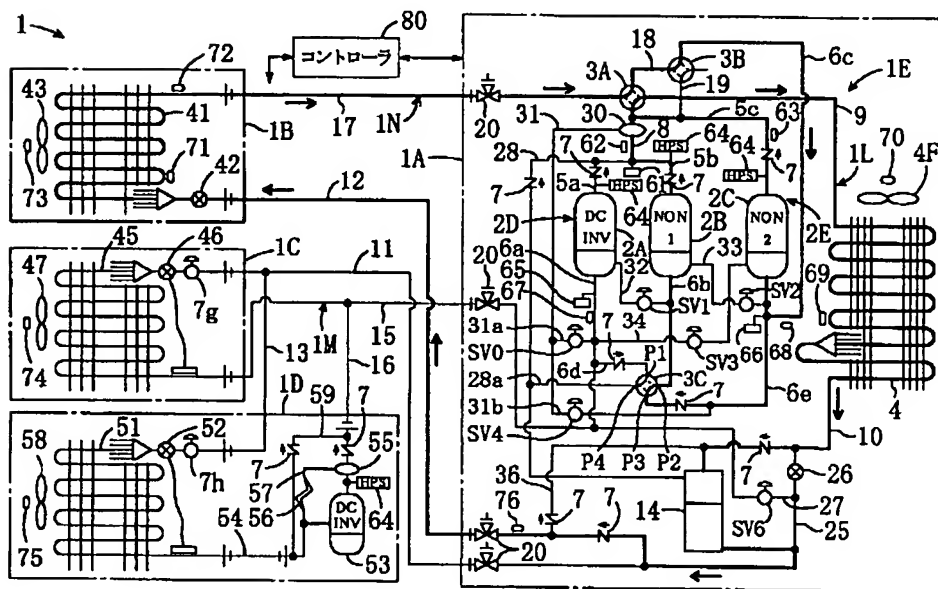 1
80
コントローラ
72
43
41
71
42
73
1B
17
1N
20
12
18
3A
3B
6c
1E
19
5c
63
9
30
31
8
64
HPS
62
28
7
5b
64
HPS
7
70
1L
4F
1A
7
5a
61
7
HPS
64
2C
2D
DC
INV
NON
1
2B
NON
2
2E
2A
6a
32
33
65
6b
67
SV1
SV2
69
45
46
1C
11
47
7g
20
15
1M
16
31a
SV0
34
7
P1
SV3
66
68
74
13
6d
3C
1D
59
7
28a
31b
SV4
7
6e
4
10
P4
P3
P2
51
52
58
7h
7
57
55
56
HPS
64
DC
INV
53
54
75
36
76
7
7
14
7
26
27
SV6
25
20